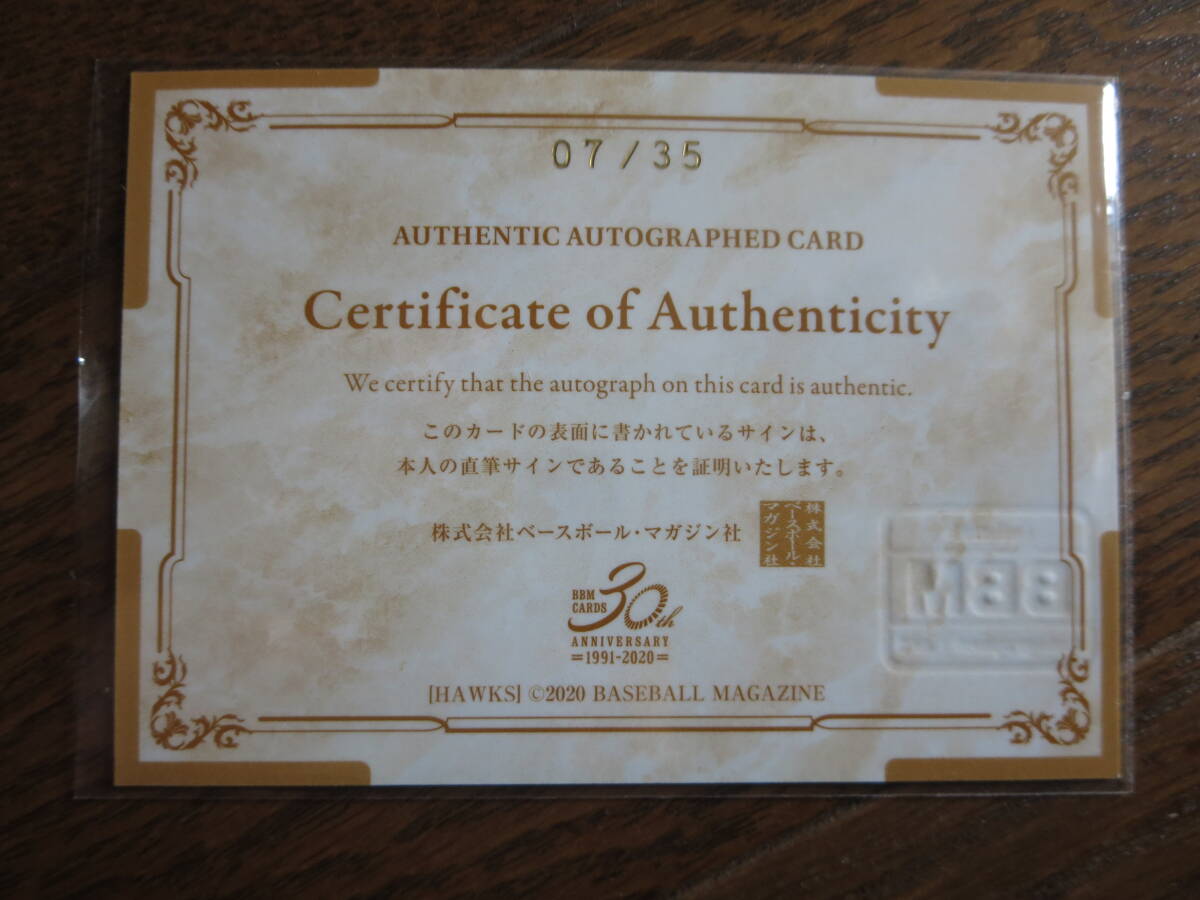 07/35
AUTHENTIC AUTOGRAPHED CARD
Certificate of Authenticity
We certify that the autograph on this card is authentic.
このカードの表面に書かれているサインは、
本人の直筆サインであることを証明いたします。
株式会社ベースボール・マガジン社
株式会社
ベースボール・
マガジン社
BBM
CARDS
30th
ANNIVERSARY
=1991-2020=
[HAWKS] ©2020 BASEBALL MAGAZINE
BBM